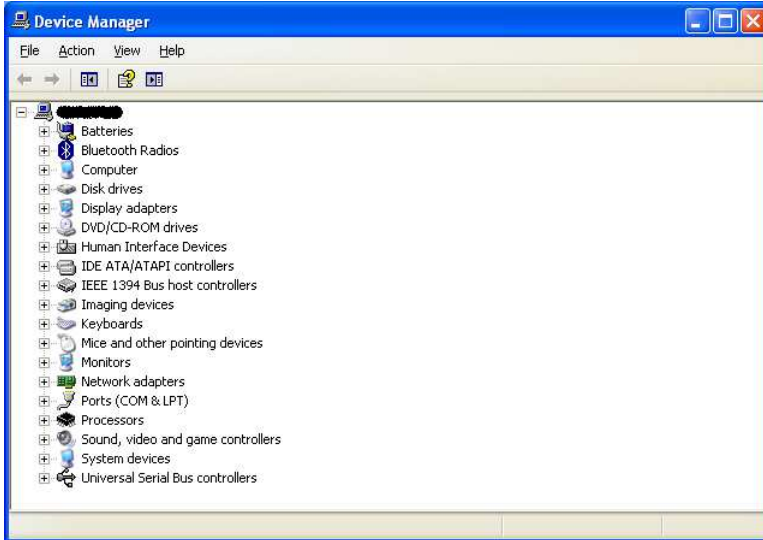 Device Manager
File Action View Help
Batteries
Bluetooth Radios
Computer
Disk drives
Display adapters
DVD/CD-ROM drives
Human Interface Devices
IDE ATA/ATAPI controllers
IEEE 1394 Bus host controllers
Imaging devices
Keyboards
Mice and other pointing devices
Monitors
Network adapters
Ports (COM & LPT)
Processors
Sound, video and game controllers
System devices
Universal Serial Bus controllers